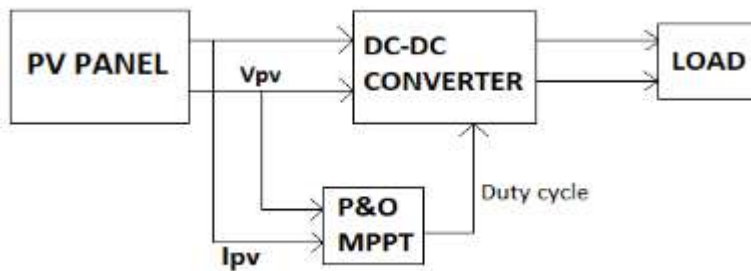 PV PANEL
Vpv
DC-DC
CONVERTER
LOAD
P&O
MPPT
Duty cycle
Ipv